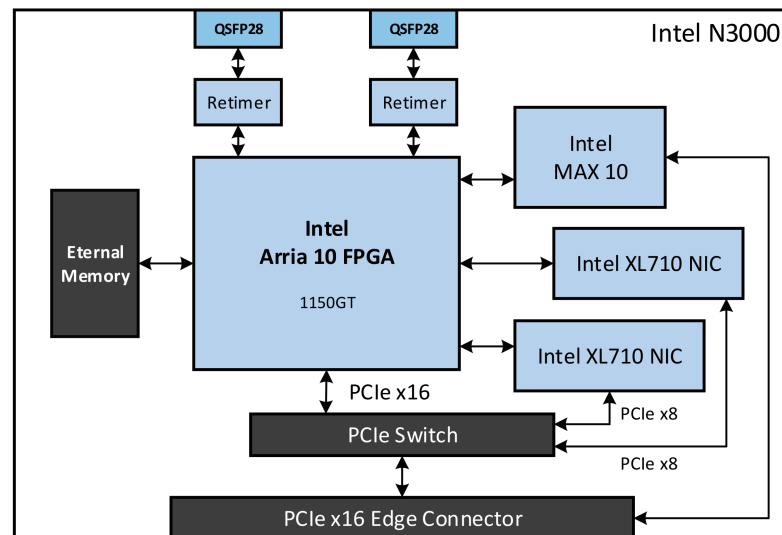 Intel N3000
QSFP28
QSFP28
Retimer
Retimer
Intel
MAX 10
Eternal
Memory
Intel
Arria 10 FPGA
1150GT
Intel XL710 NIC
Intel XL710 NIC
PCIe x16
PCIe x8
PCIe Switch
PCIe x8
PCIe x16 Edge Connector